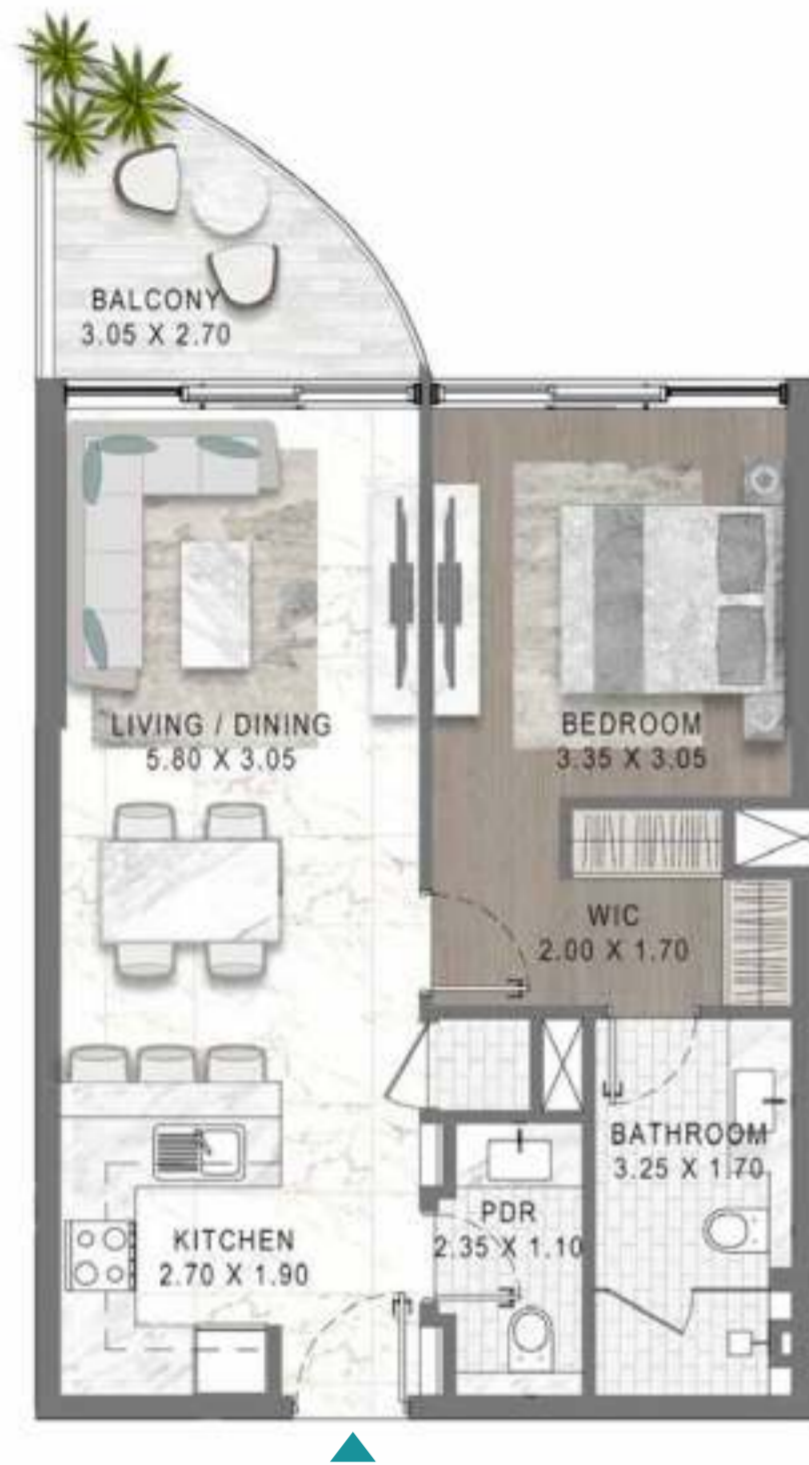 BALCONY
3.05 X 2.70
LIVING / DINING
5.80 X 3.05
BEDROOM
3.35 X 3.05
WIC
2.00 X 1.70
BATHROOM
3.25 X 1.70
PDR
2.35 X 1.10
KITCHEN
2.70 X 1.90